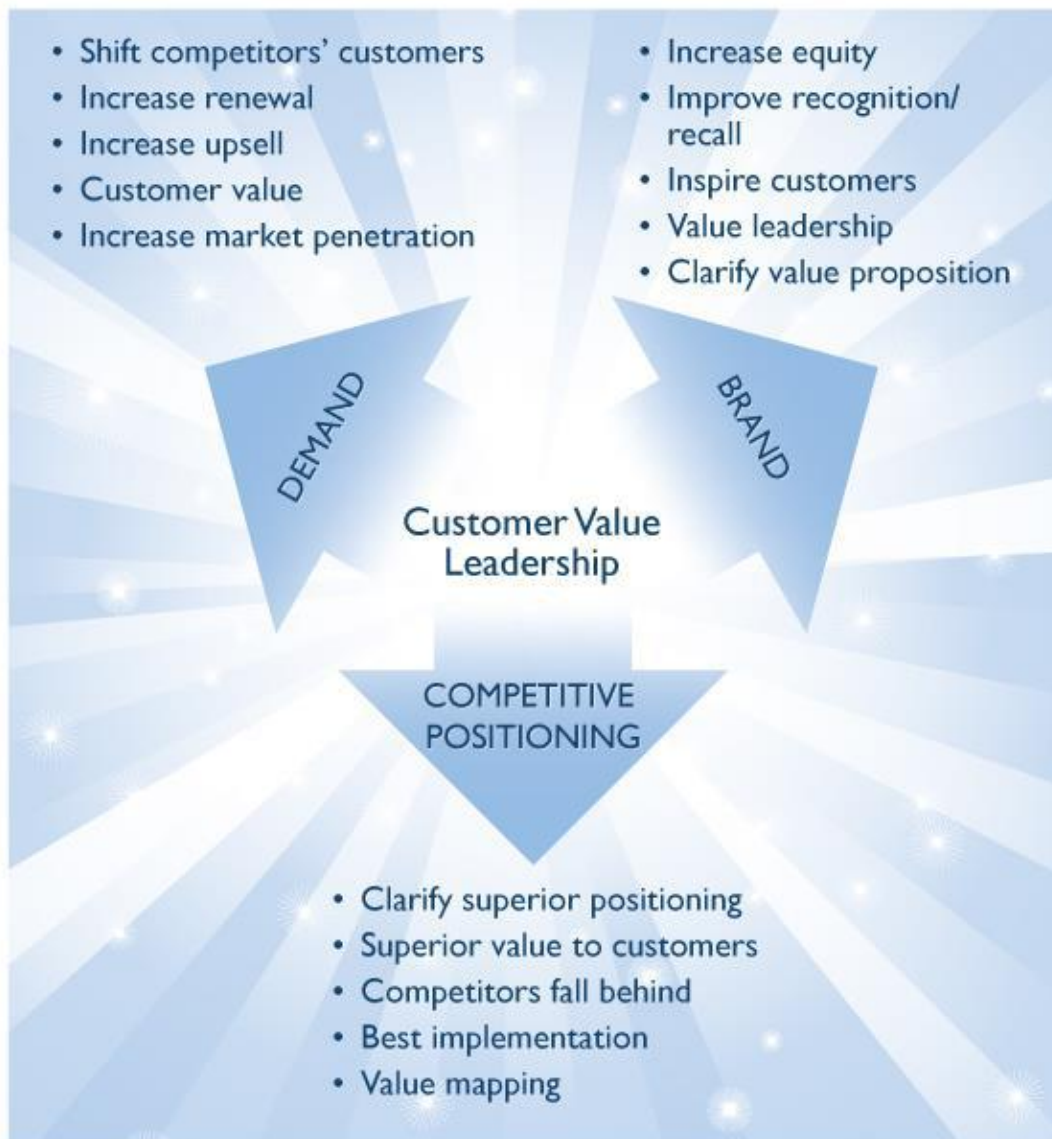 • Shift competitors’ customers
• Increase renewal
• Increase upsell
• Customer value
• Increase market penetration
• Increase equity
• Improve recognition/
recall
• Inspire customers
• Value leadership
• Clarify value proposition
DEMAND
BRAND
Customer Value
Leadership
COMPETITIVE
POSITIONING
• Clarify superior positioning
• Superior value to customers
• Competitors fall behind
• Best implementation
• Value mapping